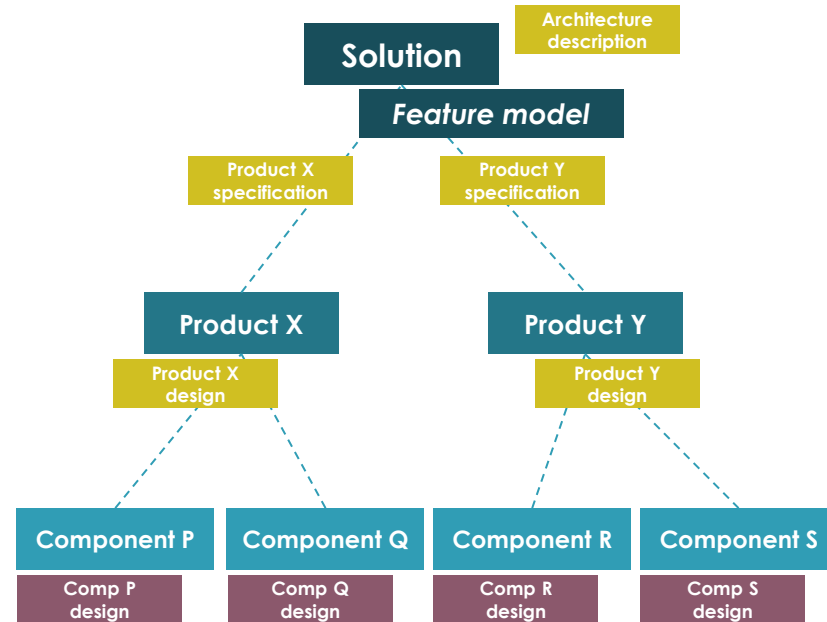 Architecture
description
Solution
Feature model
Product X
specification
Product Y
specification
Product X
Product Y
Product X
design
Product Y
design
Component P
Component Q
Component R
Component S
Comp P
design
Comp Q
design
Comp R
design
Comp S
design